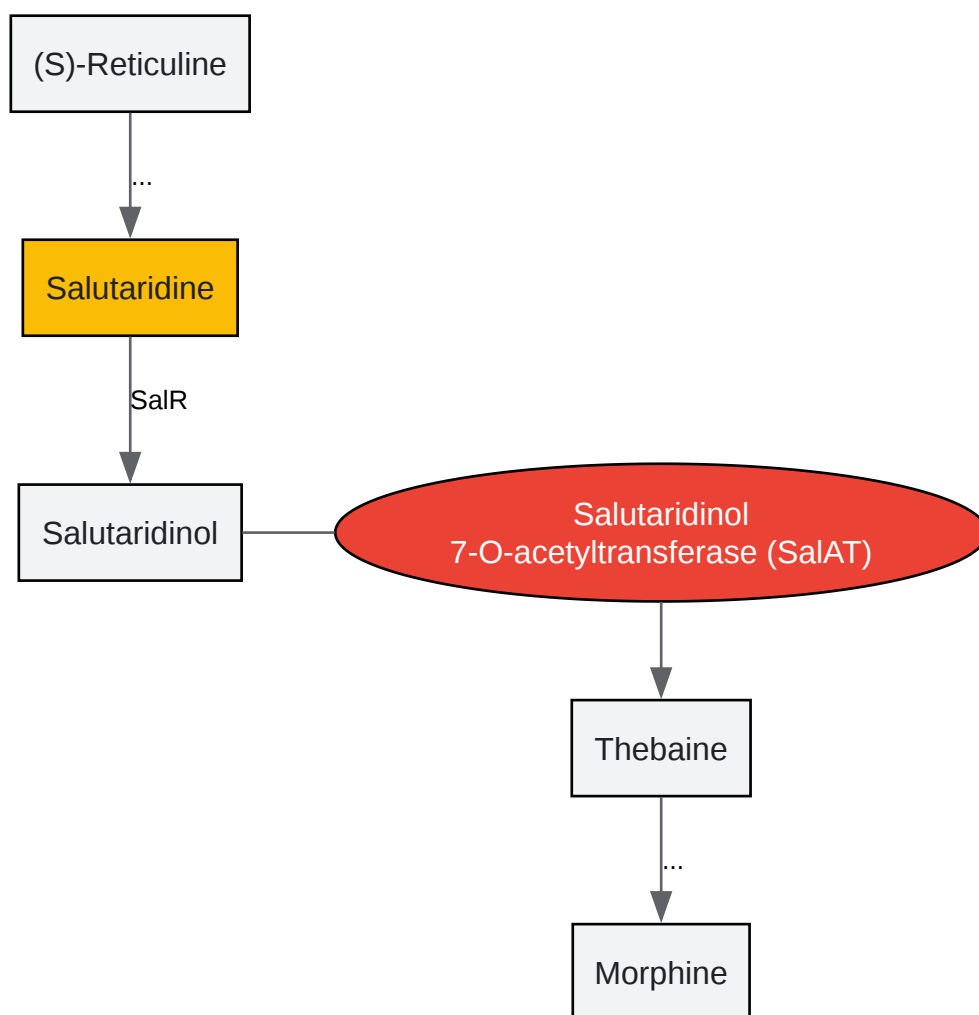 (S)-Reticuline
...
Salutaridine
SalR
Salutaridinol
Salutaridinol
7-O-acetyltransferase (SalAT)
Thebaine
...
Morphine